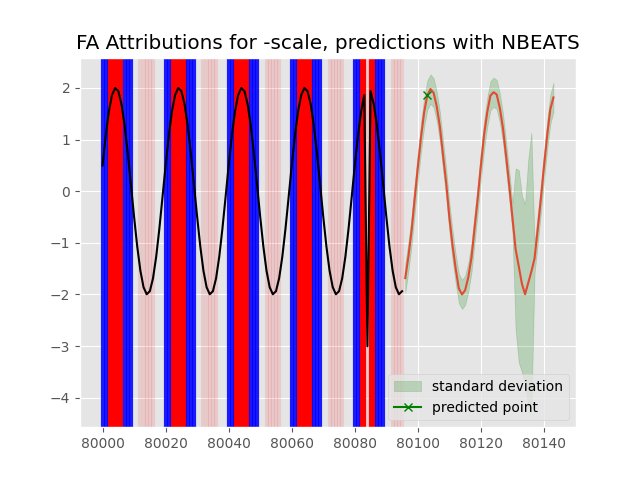 FA Attributions for -scale, predictions with NBEATS
2
1
0
−1
−2
−3
−4
80000 80020 80040 80060 80080 80100 80120 80140
standard deviation
predicted point